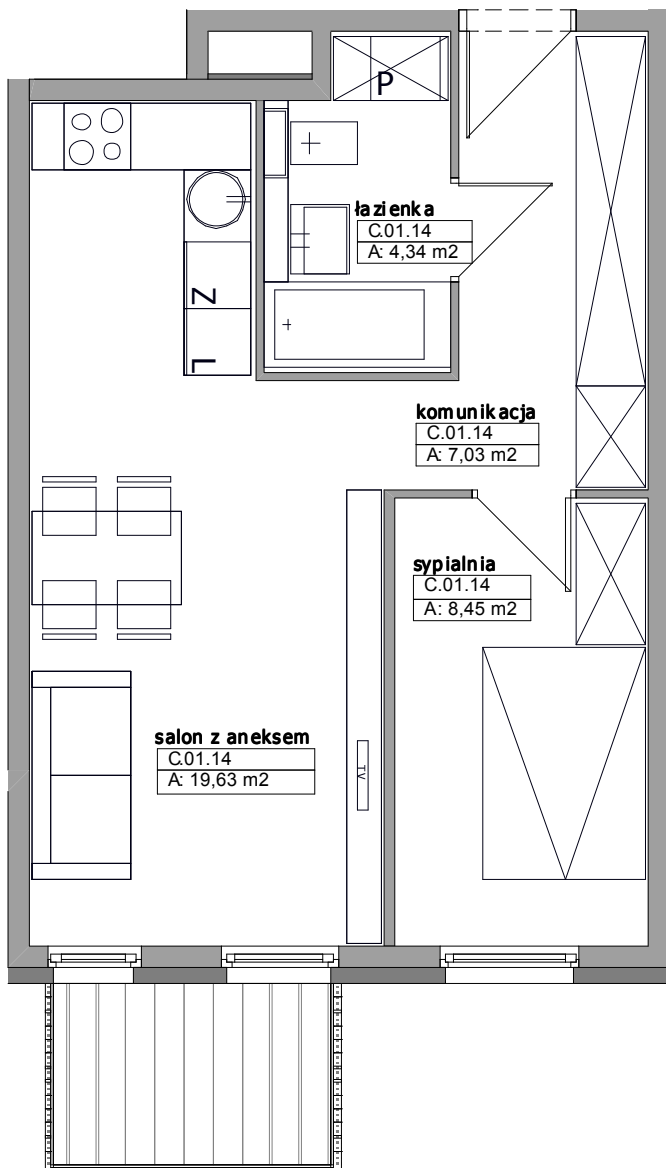 P
łazienka
C.01.14
A: 4,34 m2
Z
L
komunikacja
C.01.14
A: 7,03 m2
sypialnia
C.01.14
A: 8,45 m2
salon z aneksem
C.01.14
A: 19,63 m2
TV